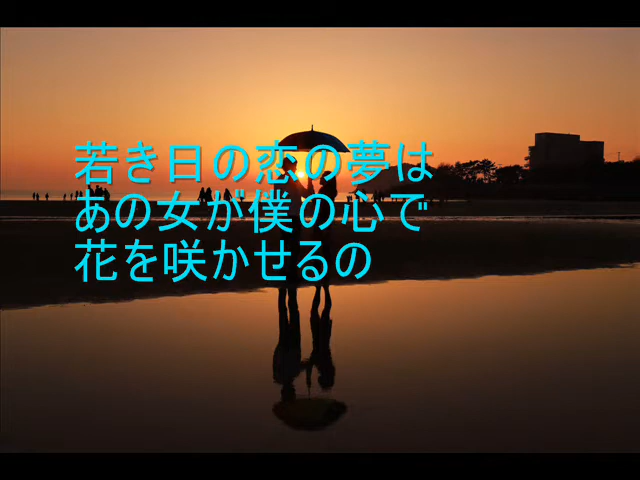 若き日の恋の夢は
あの女が僕の心で
花を咲かせるの